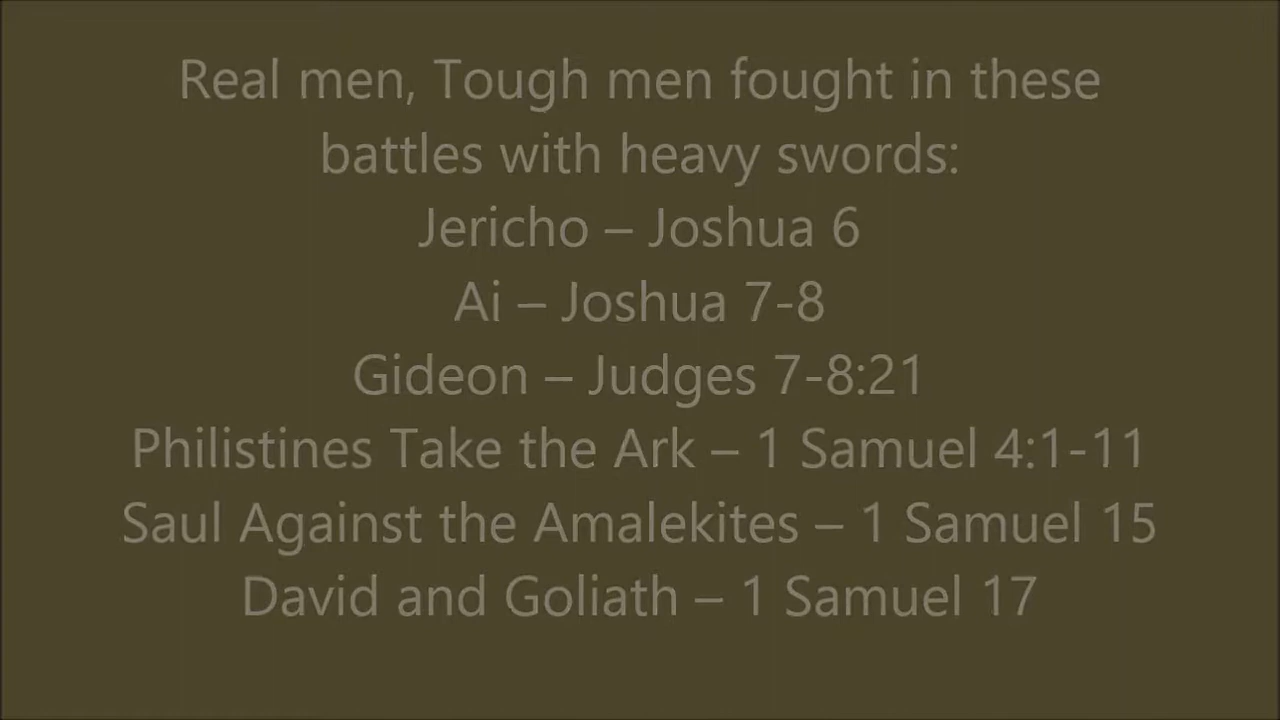 Real men, Tough men fought in these
battles with heavy swords:
Jericho – Joshua 6
Ai – Joshua 7-8
Gideon – Judges 7-8:21
Philistines Take the Ark – 1 Samuel 4:1-11
Saul Against the Amalekites – 1 Samuel 15
David and Goliath – 1 Samuel 17